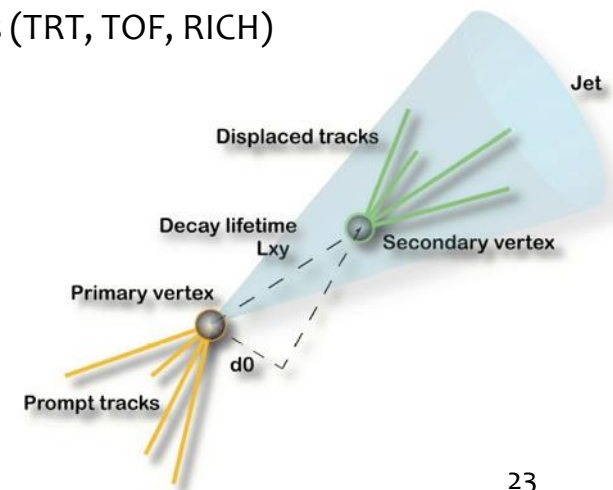 (TRT, TOF, RICH)
Jet
Displaced tracks
Decay lifetime
Lxy
Secondary vertex
Primary vertex
d0
Prompt tracks
23